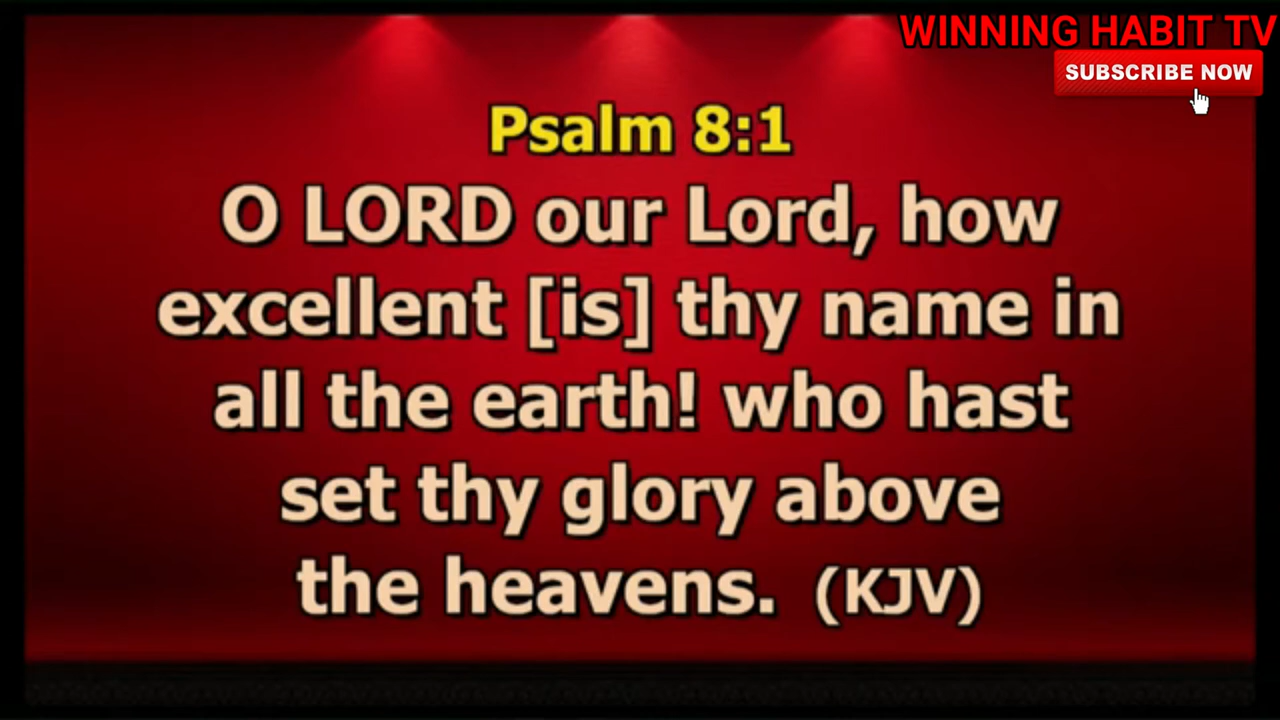 WINNING HABIT TV
SUBSCRIBE NOW
Psalm 8:1
O LORD our Lord, how
excellent [is] thy name in
all the earth! who hast
set thy glory above
the heavens. (KJV)